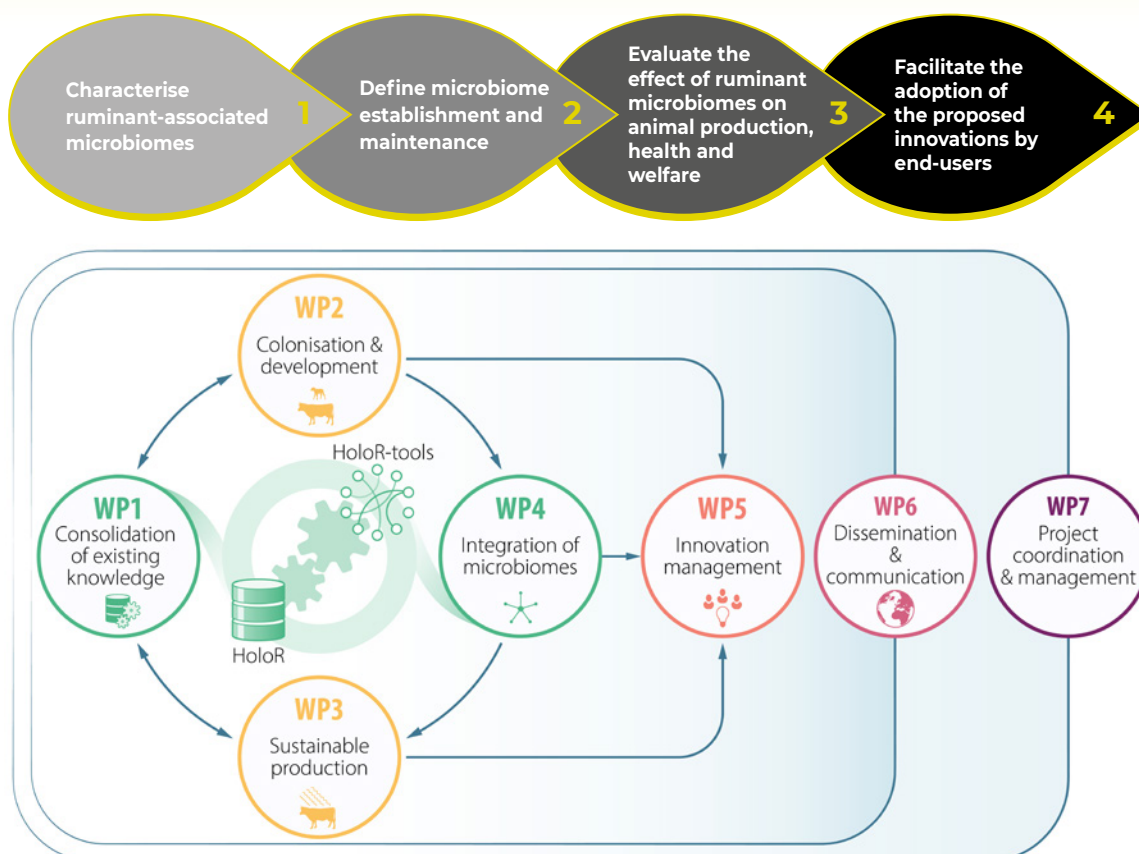 Characterise
ruminant-associated
microbiomes
1
Define microbiome
establishment and
maintenance
2
Evaluate the
effect of ruminant
microbiomes on
animal production,
health and
welfare
3
Facilitate the
adoption of
the proposed
innovations by
end-users
4
WP2
Colonisation &
development
HoloR-tools
WP1
Consolidation
of existing
knowledge
HoloR
WP4
Integration of
microbiomes
WP5
Innovation
management
WP6
Dissemination
&
communication
WP7
Project
coordination
& management
WP3
Sustainable
production